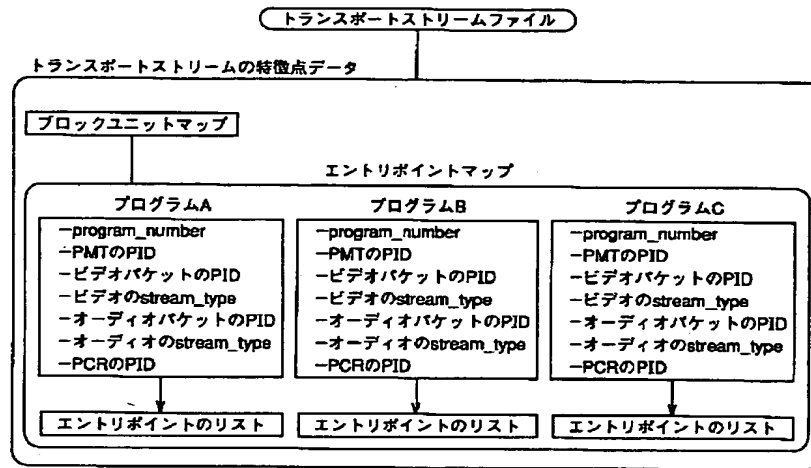 トランスポートストリームファイル
トランスポートストリームの特徴点データ
ブロックユニットマップ
エントリポイントマップ
プログラムA
－program_number
－PMTのPID
－ビデオパケットのPID
－ビデオのstream_type
－オーディオパケットのPID
－オーディオのstream_type
－PCRのPID
エントリポイントのリスト
プログラムB
－program_number
－PMTのPID
－ビデオパケットのPID
－ビデオのstream_type
－オーディオパケットのPID
－オーディオのstream_type
－PCRのPID
エントリポイントのリスト
プログラムC
－program_number
－PMTのPID
－ビデオパケットのPID
－ビデオのstream_type
－オーディオパケットのPID
－オーディオのstream_type
－PCRのPID
エントリポイントのリスト